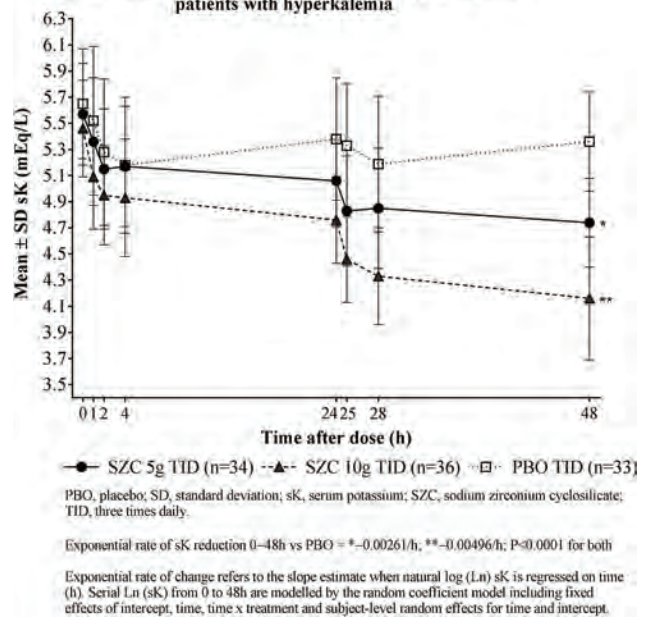 patients with hyperkalemia
6.3
6.1
5.9
5.7
5.5
5.3
5.1
4.9
4.7
4.5
4.3
4.1
3.9
3.7
3.5
Mean ± SD sK (mEq/L)
*
**
0 1 2 4 24 25 28 48
Time after dose (h)
SZC 5g TID (n=34) SZC 10g TID (n=36) PBO TID (n=33)
PBO, placebo; SD, standard deviation; sK, serum potassium; SZC, sodium zirconium cyclosilicate;
TID, three times daily.
Exponential rate of sK reduction 0–48h vs PBO = *–0.00261/h, **–0.00496/h; P<0.0001 for both
Exponential rate of change refers to the slope estimate when natural log (Ln) sK is regressed on time
(h). Serial Ln (sK) from 0 to 48h are modelled by the random coefficient model including fixed
effects of intercept, time, time x treatment and subject-level random effects for time and intercept.